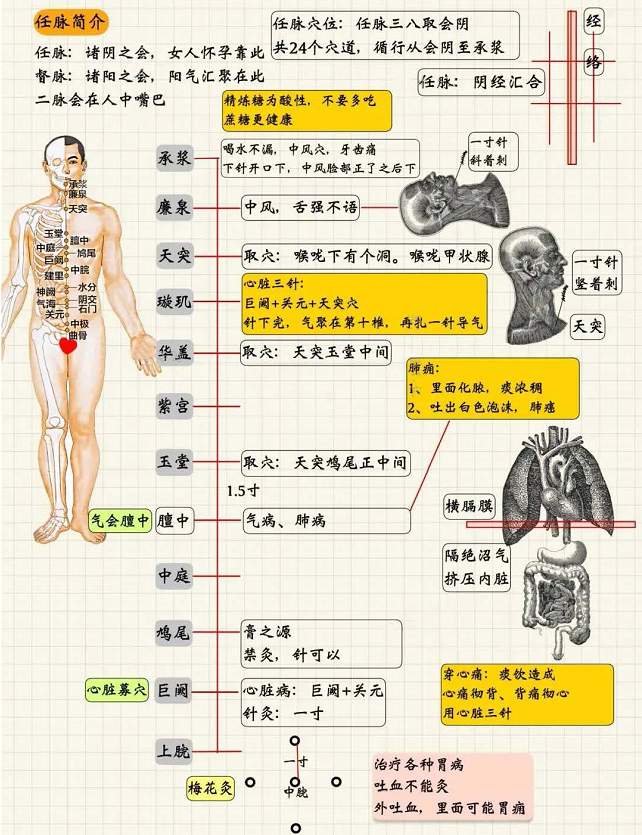 任脉简介
任脉穴位：任脉三八取会阴
共24个穴道，循行从会阴至承浆
经
络
任脉：诸阴之会，女人怀孕靠此
督脉：诸阳之会，阳气汇聚在此
二脉会在人中嘴巴
任脉：阴经汇合
精炼糖为酸性，不要多吃
蔗糖更健康
承浆
喝水不漏，中风穴，牙齿痛
下针开口下，中风脸部正了之后下
一寸针
斜着刺
廉泉
中风，舌强不语
天突
取穴：喉咙下有个洞。喉咙甲状腺
一寸针
竖着刺
天突
璇玑
心脏三针：
巨阙+关元+天突穴
针下完，气聚在第十椎，再扎一针导气
华盖
取穴：天突玉堂中间
肺痈：
1、里面化脓，痰浓稠
2、吐出白色泡沫，肺癌
紫宫
玉堂
取穴：天突鸠尾正中间
1.5寸
气会膻中
膻中
气病、肺病
横膈膜
隔绝沼气
挤压内脏
中庭
鸠尾
膏之源
禁灸，针可以
心脏募穴
巨阙
心脏病：巨阙+关元
针灸：一寸
穿心痛：痰饮造成
心痛彻背、背痛彻心
用心脏三针
上脘
梅花灸
一寸
中脘
治疗各种胃病
吐血不能灸
外吐血，里面可能胃痈
承浆
廉泉
天突
玉堂
膻中
中庭
鸠尾
巨阙
中脘
建里
水分
神阙
阴交
气海
石门
关元
中极
曲骨